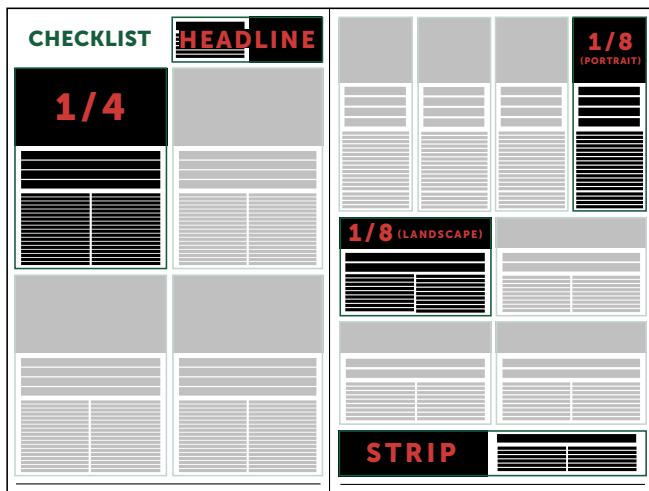 CHECKLIST
HEADLINE
1/4
1/8
(PORTRAIT)
1/8 (LANDSCAPE)
STRIP